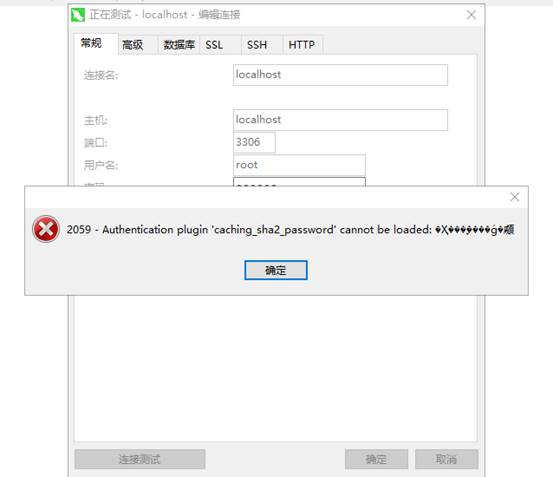 正在测试 - localhost - 编辑连接
常规 高级 数据库 SSL SSH HTTP
连接名: localhost
主机: localhost
端口: 3306
用户名: root
2059 - Authentication plugin 'caching_sha2_password' cannot be loaded:
确定
连接测试 确定 取消